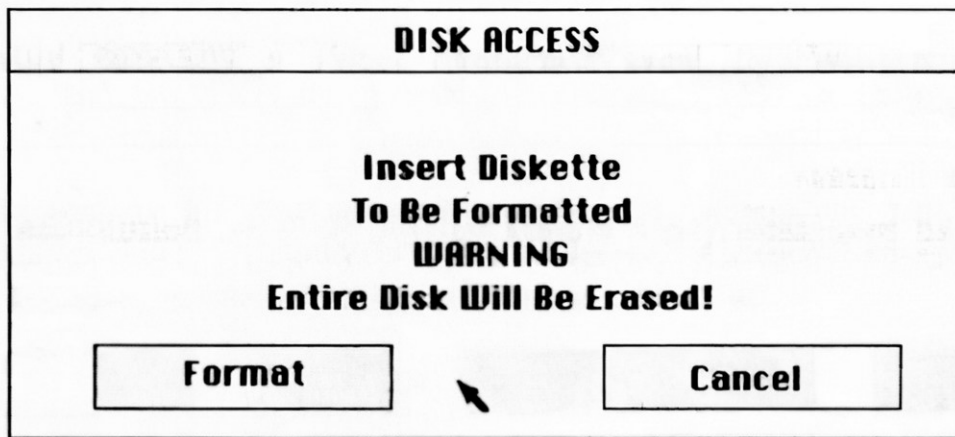 DISK ACCESS
Insert Diskette
To Be Formatted
WARNING
Entire Disk Will Be Erased!
Format
Cancel